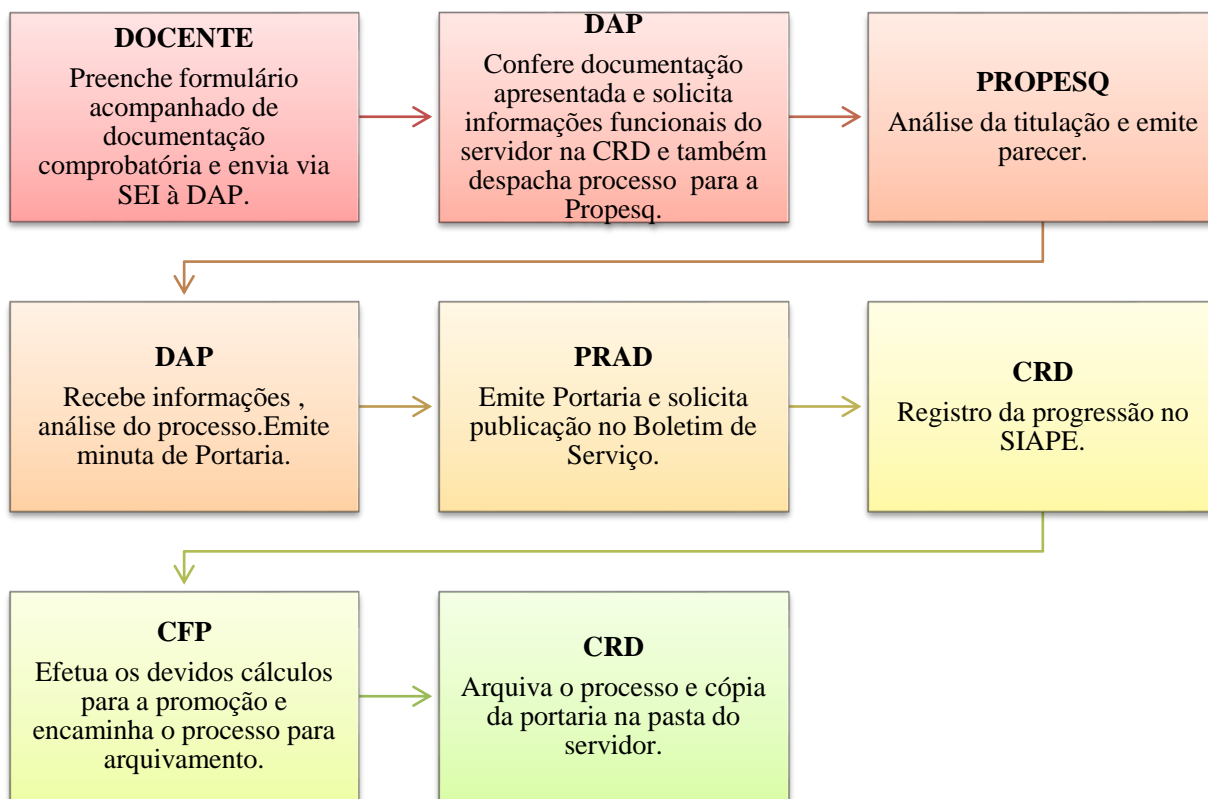 DOCENTE
Preenche formulário
acompanhado de
documentação
comprobatória e envia via
SEI à DAP.
DAP
Confere documentação
apresentada e solicita
informações funcionais do
servidor na CRD e também
despacha processo para a
Propesq.
PROPESQ
Análise da titulação e emite
parecer.
DAP
Recebe informações ,
análise do processo.Emite
minuta de Portaria.
PRAD
Emite Portaria e solicita
publicação no Boletim de
Serviço.
CRD
Registro da progressão no
SIAPE.
CFP
Efetua os devidos cálculos
para a promoção e
encaminha o processo para
arquivamento.
CRD
Arquiva o processo e cópia
da portaria na pasta do
servidor.